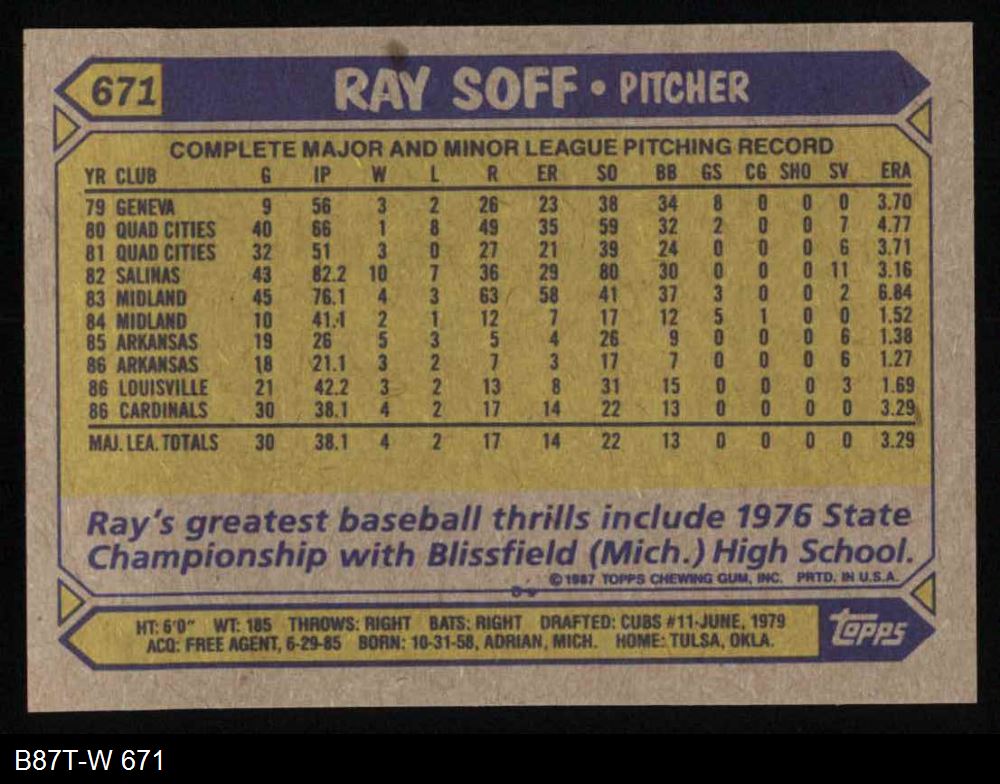 671 RAY SOFF • PITCHER
COMPLETE MAJOR AND MINOR LEAGUE PITCHING RECORD
YR CLUB G IP W L R ER SO BB GS CG SHO SV ERA
79 GENEVA 9 56 3 2 26 23 38 34 8 0 0 0 3.70
80 QUAD CITIES 40 66 1 8 49 35 59 32 2 0 0 7 4.77
81 QUAD CITIES 32 51 3 0 27 21 39 24 0 0 0 6 3.71
82 SALINAS 43 82.2 10 7 36 29 80 30 0 0 0 11 3.16
83 MIDLAND 45 76.1 4 3 63 58 41 37 3 0 0 2 6.84
84 MIDLAND 10 41.1 2 1 12 7 17 12 5 1 0 0 1.52
85 ARKANSAS 19 26 5 3 5 4 26 9 0 0 0 6 1.38
86 ARKANSAS 18 21.1 3 2 7 3 17 7 0 0 0 6 1.27
86 LOUISVILLE 21 42.2 3 2 13 8 31 15 0 0 0 3 1.69
86 CARDINALS 30 38.1 4 2 17 14 22 13 0 0 0 0 3.29
MAJ. LEA. TOTALS 30 38.1 4 2 17 14 22 13 0 0 0 0 3.29
Ray's greatest baseball thrills include 1976 State
Championship with Blissfield (Mich.) High School.
©1987 TOPPS CHEWING GUM, INC. PRTD. IN U.S.A.
HT: 6'0" WT: 185 THROWS: RIGHT BATS: RIGHT DRAFTED: CUBS #11-JUNE, 1979
ACQ: FREE AGENT, 6-29-85 BORN: 10-31-58, ADRIAN, MICH. HOME: TULSA, OKLA.
TOPPS
B87T-W 671